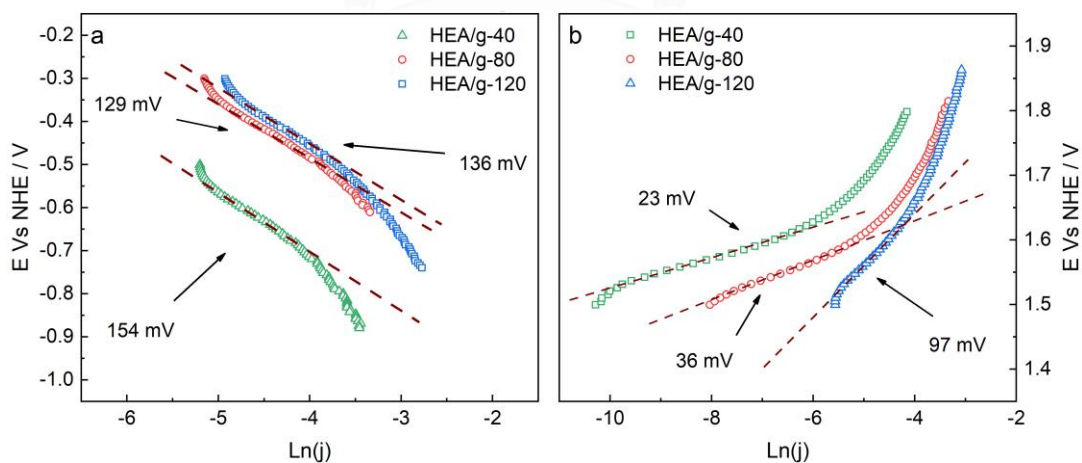 a
HEA/g-40
HEA/g-80
HEA/g-120
129 mV
136 mV
154 mV
-0.2
-0.3
-0.4
-0.5
-0.6
-0.7
-0.8
-0.9
-1.0
E Vs NHE / V
-6 -5 -4 -3 -2
Ln(j)
b
HEA/g-40
HEA/g-80
HEA/g-120
23 mV
36 mV
97 mV
1.9
1.8
1.7
1.6
1.5
1.4
E Vs NHE / V
-10 -8 -6 -4 -2
Ln(j)